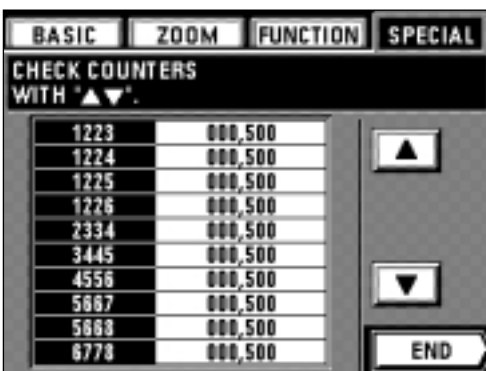 BASIC ZOOM FUNCTION SPECIAL
CHECK COUNTERS
WITH "▲▼".
1223 000,500
1224 000,500
1225 000,500
1226 000,500
2334 000,500
3445 000,500
4556 000,500
5667 000,500
5668 000,500
6778 000,500
END